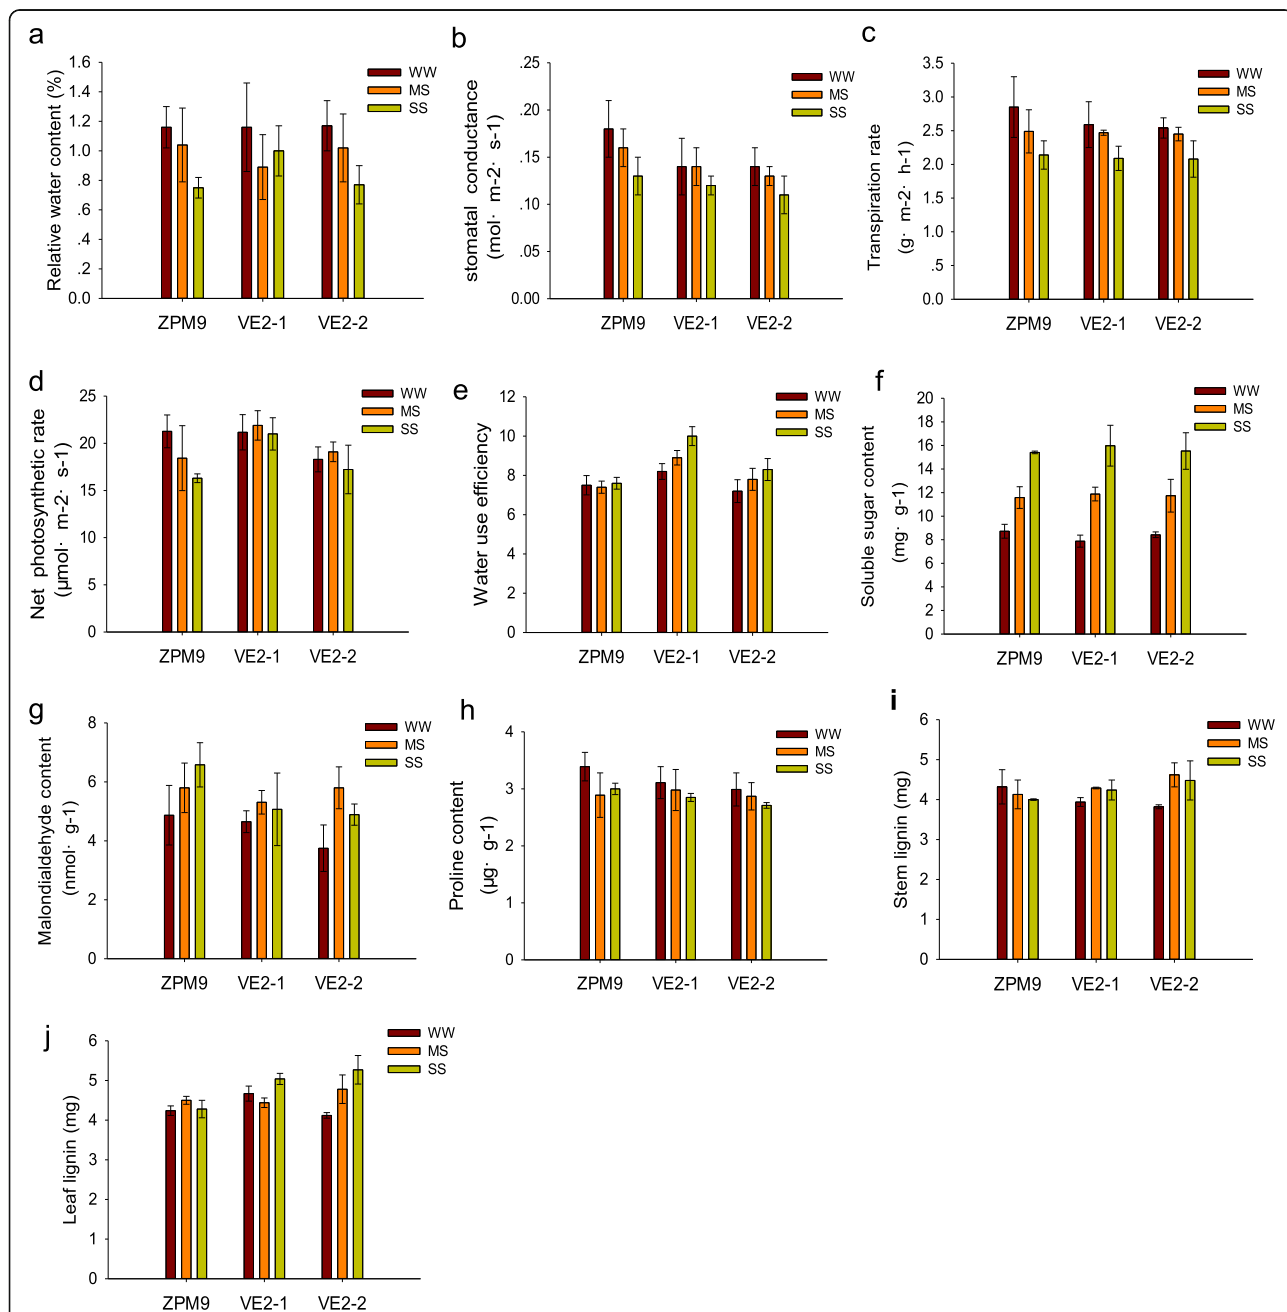 a
Relative water content (%)
1.6
1.4
1.2
1.0
.8
.6
.4
.2
0.0
WW
MS
SS
ZPM9 VE2-1 VE2-2
b
stomatal conductance
(mol· m-2· s-1)
.25
.20
.15
.10
.05
0.00
WW
MS
SS
ZPM9 VE2-1 VE2-2
c
Transpiration rate
(g· m-2· h-1)
3.5
3.0
2.5
2.0
1.5
1.0
.5
0.0
WW
MS
SS
ZPM9 VE2-1 VE2-2
d
Net photosynthetic rate
(μmol· m-2· s-1)
25
20
15
10
5
0
WW
MS
SS
ZPM9 VE2-1 VE2-2
e
Water use efficiency
12
10
8
6
4
2
0
WW
MS
SS
ZPM9 VE2-1 VE2-2
f
Soluble sugar content
(mg· g-1)
20
18
16
14
12
10
8
6
4
2
0
WW
MS
SS
ZPM9 VE2-1 VE2-2
g
Malondialdehyde content
(nmol· g-1)
8
6
4
2
0
WW
MS
SS
ZPM9 VE2-1 VE2-2
h
Proline content
(μg· g-1)
4
3
2
1
0
WW
MS
SS
ZPM9 VE2-1 VE2-2
i
Stem lignin (mg)
6
5
4
3
2
1
0
WW
MS
SS
ZPM9 VE2-1 VE2-2
j
Leaf lignin (mg)
6
5
4
3
2
1
0
WW
MS
SS
ZPM9 VE2-1 VE2-2